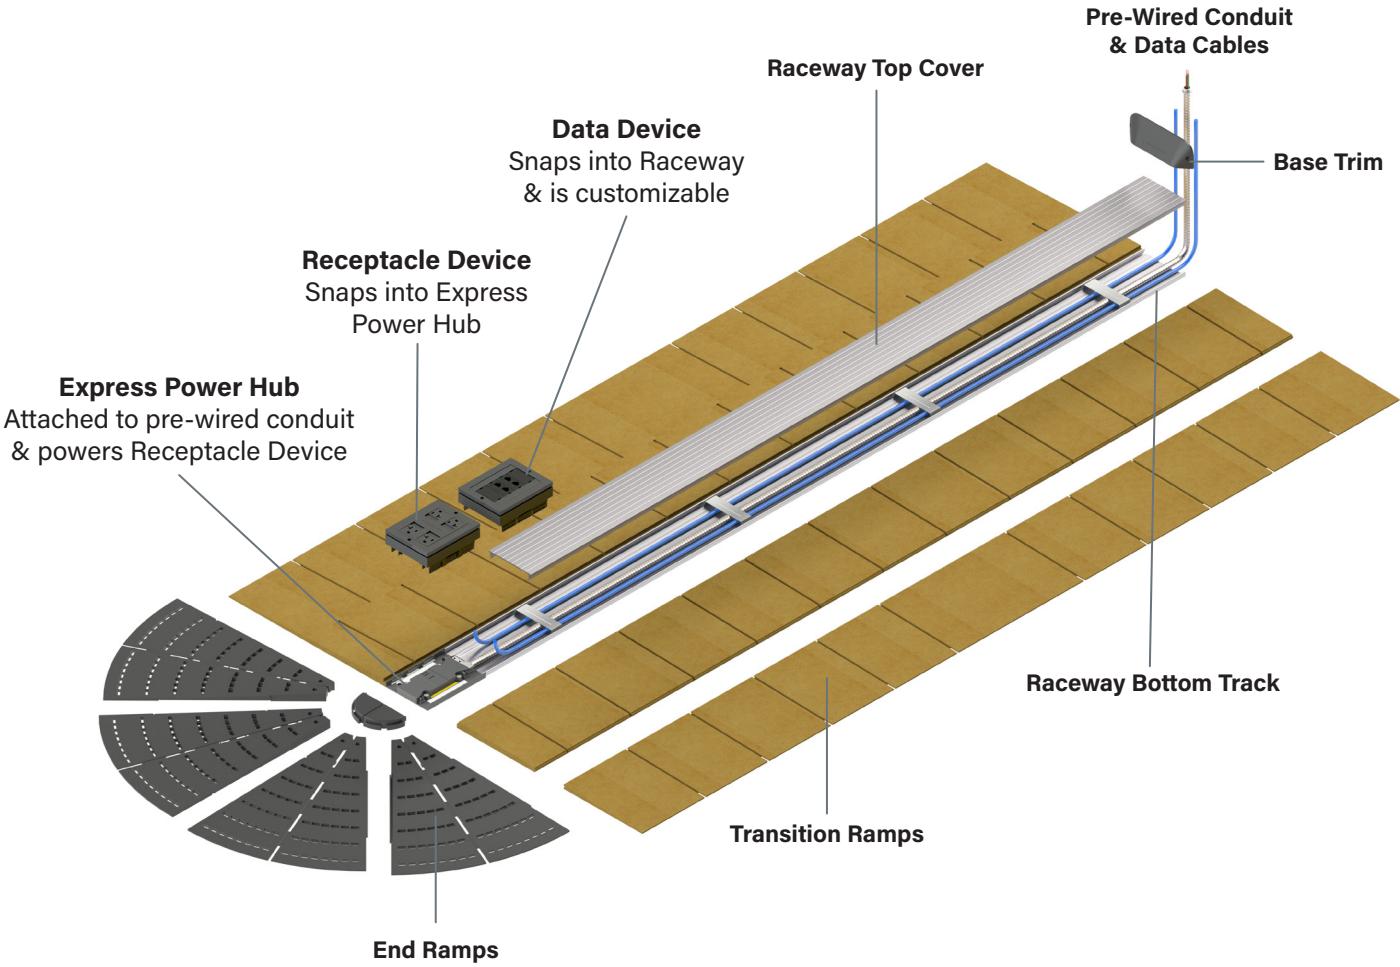 Pre-Wired Conduit
& Data Cables
Raceway Top Cover
Data Device
Snaps into Raceway
& is customizable
Base Trim
Receptacle Device
Snaps into Express
Power Hub
Express Power Hub
Attached to pre-wired conduit
& powers Receptacle Device
Raceway Bottom Track
Transition Ramps
End Ramps